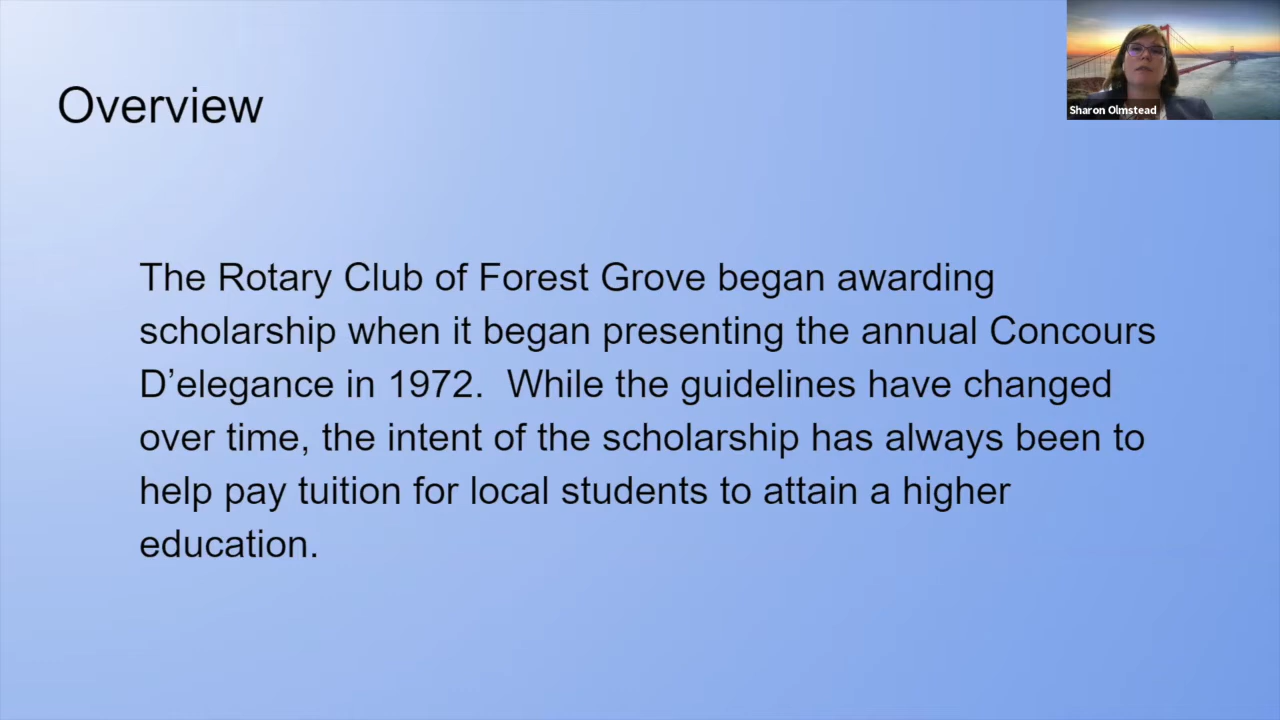 Overview
Sharon Olmstead
The Rotary Club of Forest Grove began awarding
scholarship when it began presenting the annual Concours
D’elegance in 1972.  While the guidelines have changed
over time, the intent of the scholarship has always been to
help pay tuition for local students to attain a higher
education.